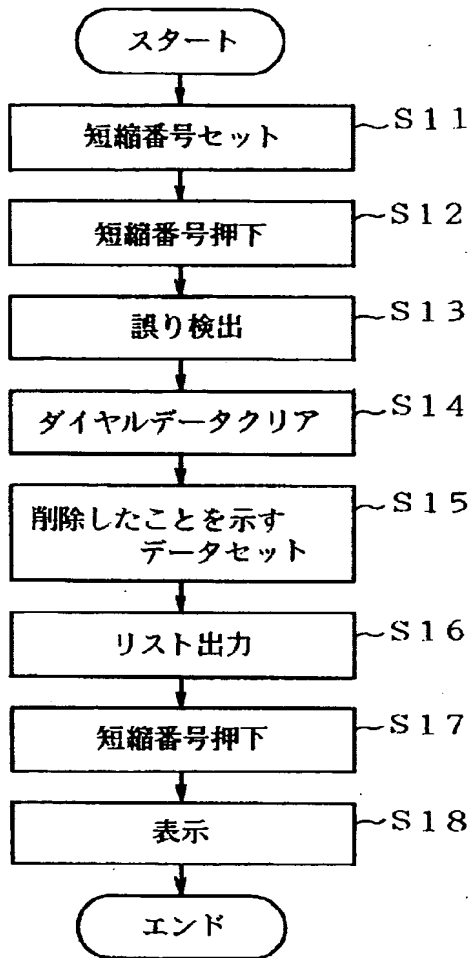 スタート
短縮番号セット
S11
短縮番号押下
S12
誤り検出
S13
ダイヤルデータクリア
S14
削除したことを示す
データセット
S15
リスト出力
S16
短縮番号押下
S17
表示
S18
エンド